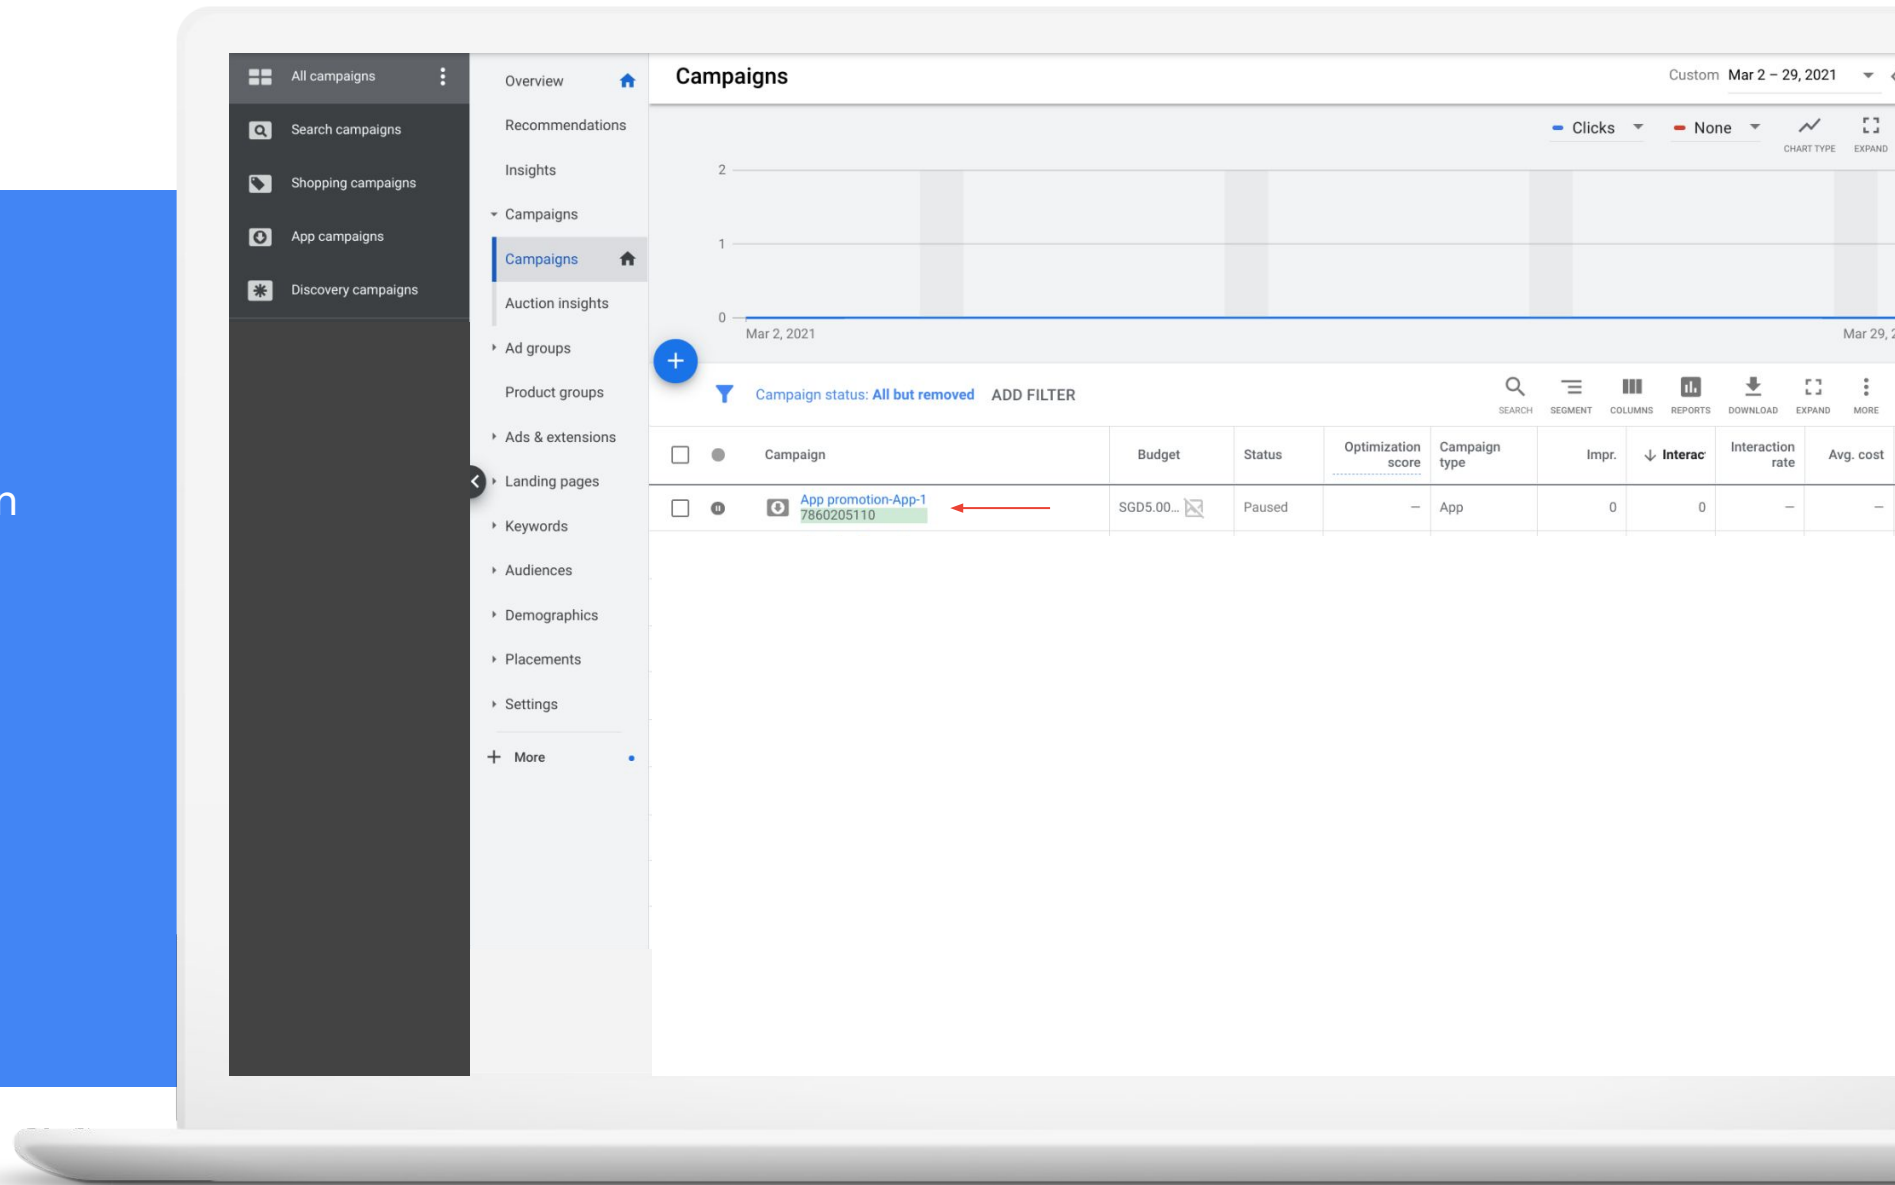 All campaigns
Search campaigns
Shopping campaigns
App campaigns
Discovery campaigns
Overview
Recommendations
Insights
Campaigns
Campaigns
Auction insights
Ad groups
Product groups
Ads & extensions
Landing pages
Keywords
Audiences
Demographics
Placements
Settings
More
Campaigns
Custom Mar 2 – 29, 2021
Clicks None
CHART TYPE EXPAND
2
1
0
Mar 2, 2021 Mar 29, 2
Campaign status: All but removed ADD FILTER
SEARCH SEGMENT COLUMNS REPORTS DOWNLOAD EXPAND MORE
Campaign Budget Status Optimization score Campaign type Impr. Interac Interaction rate Avg. cost
App promotion-App-1
7860205110
SGD5.00... Paused – App 0 0 – –
n